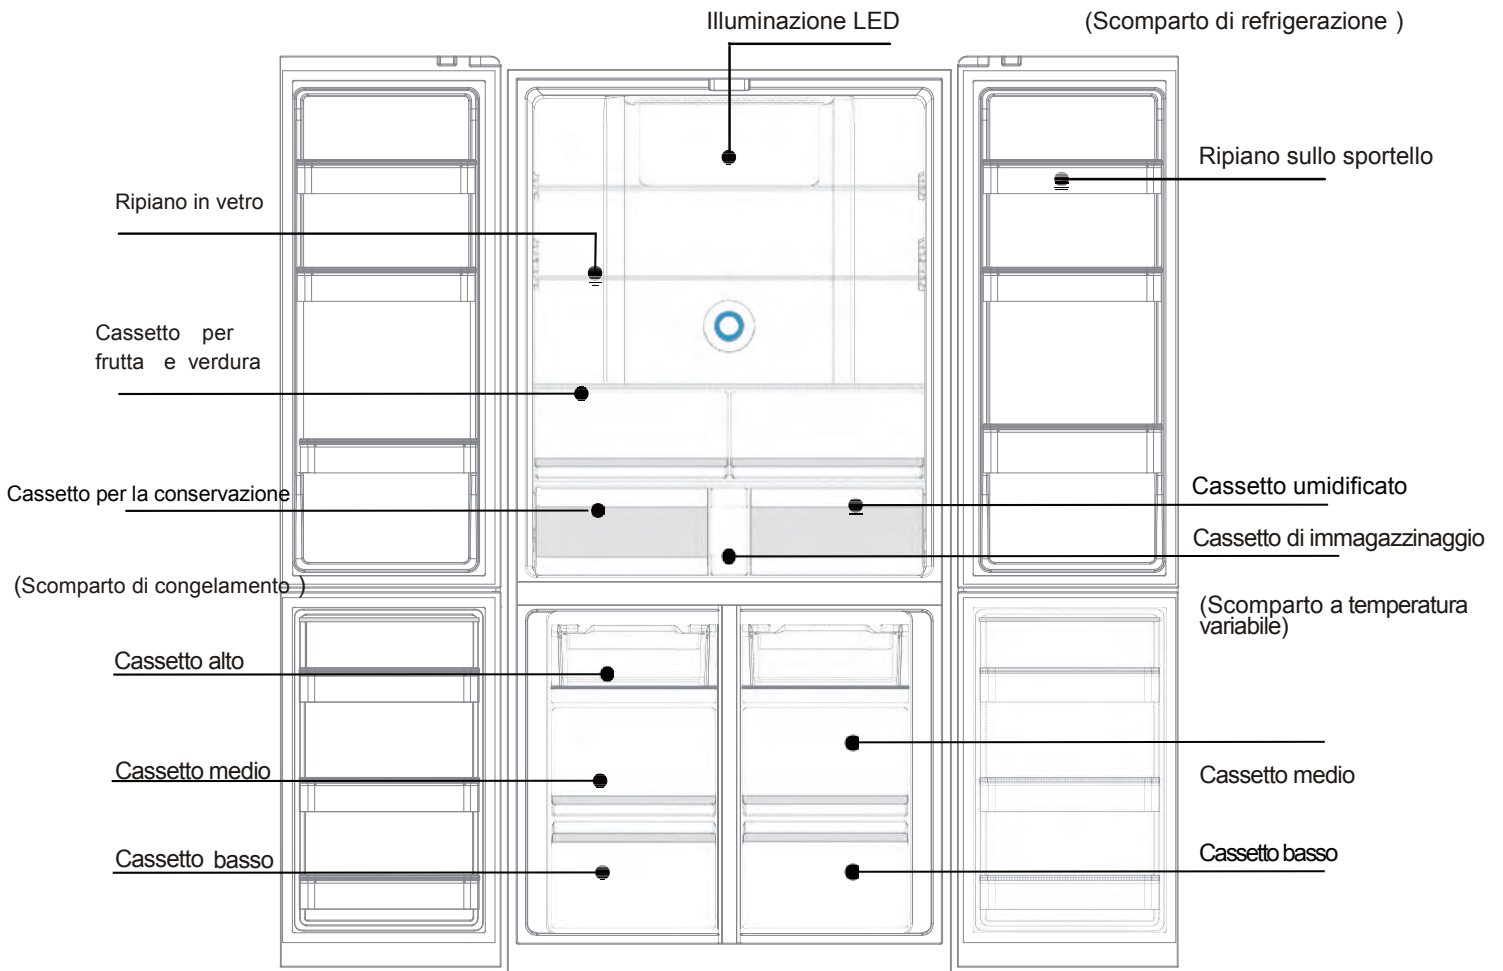 Illuminazione LED
(Scomparto di refrigerazione )
Ripiano sullo sportello
Ripiano in vetro
Cassetto per
frutta e verdura
Cassetto per la conservazione
Cassetto umidificato
Cassetto di immagazzinaggio
(Scomparto di congelamento )
(Scomparto a temperatura
variabile)
Cassetto alto
Cassetto medio
Cassetto medio
Cassetto basso
Cassetto basso